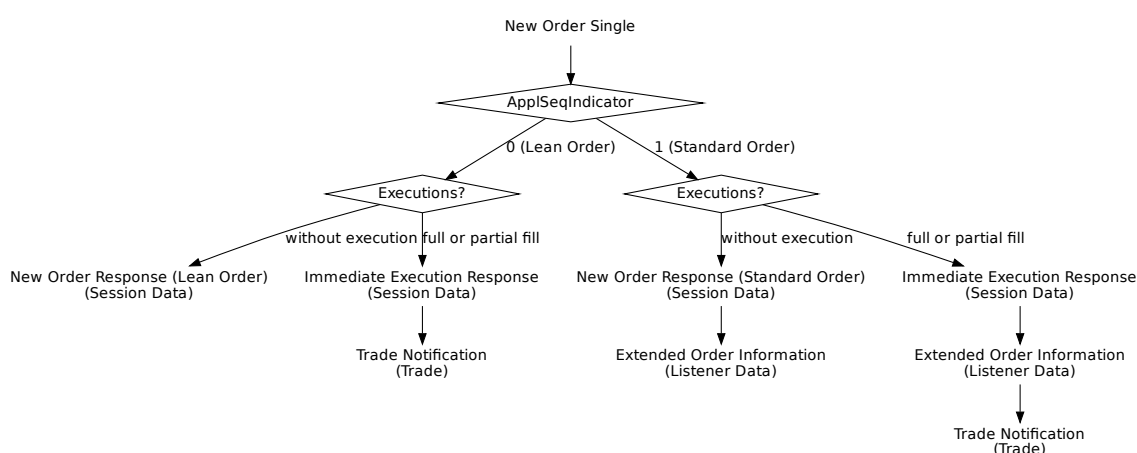 New Order Single
ApplSeqIndicator
0 (Lean Order)
1 (Standard Order)
Executions?
Executions?
without execution
full or partial fill
without execution
full or partial fill
New Order Response (Lean Order)
(Session Data)
Immediate Execution Response
(Session Data)
New Order Response (Standard Order)
(Session Data)
Immediate Execution Response
(Session Data)
Trade Notification
(Trade)
Extended Order Information
(Listener Data)
Extended Order Information
(Listener Data)
Trade Notification
(Trade)